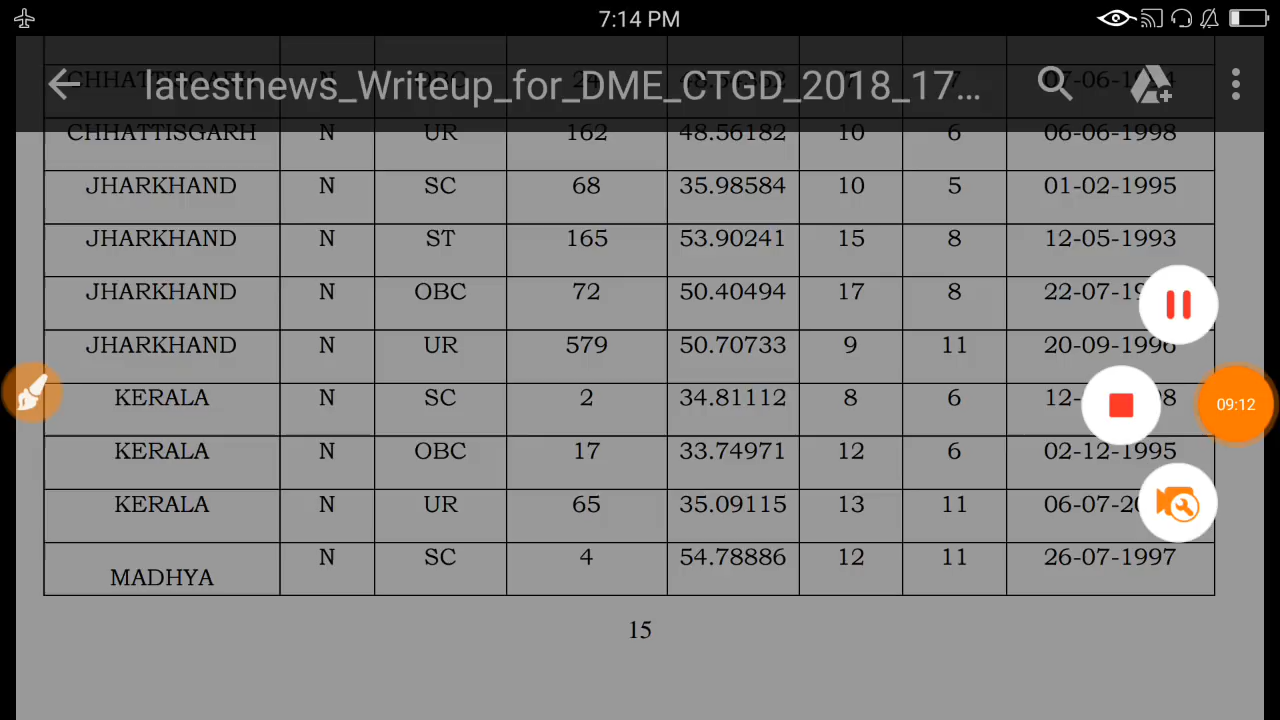 7:14 PM
latestnews_Writeup_for_DME_CTGD_2018_17...
CHHATTISGARH N OBC
CHHATTISGARH N UR 162 48.56182 10 6 06-06-1998
JHARKHAND N SC 68 35.98584 10 5 01-02-1995
JHARKHAND N ST 165 53.90241 15 8 12-05-1993
JHARKHAND N OBC 72 50.40494 17 8 22-07-19
JHARKHAND N UR 579 50.70733 9 11 20-09-1996
KERALA N SC 2 34.81112 8 6 12- 8
KERALA N OBC 17 33.74971 12 6 02-12-1995
KERALA N UR 65 35.09115 13 11 06-07-20
MADHYA N SC 4 54.78886 12 11 26-07-1997
09:12
15